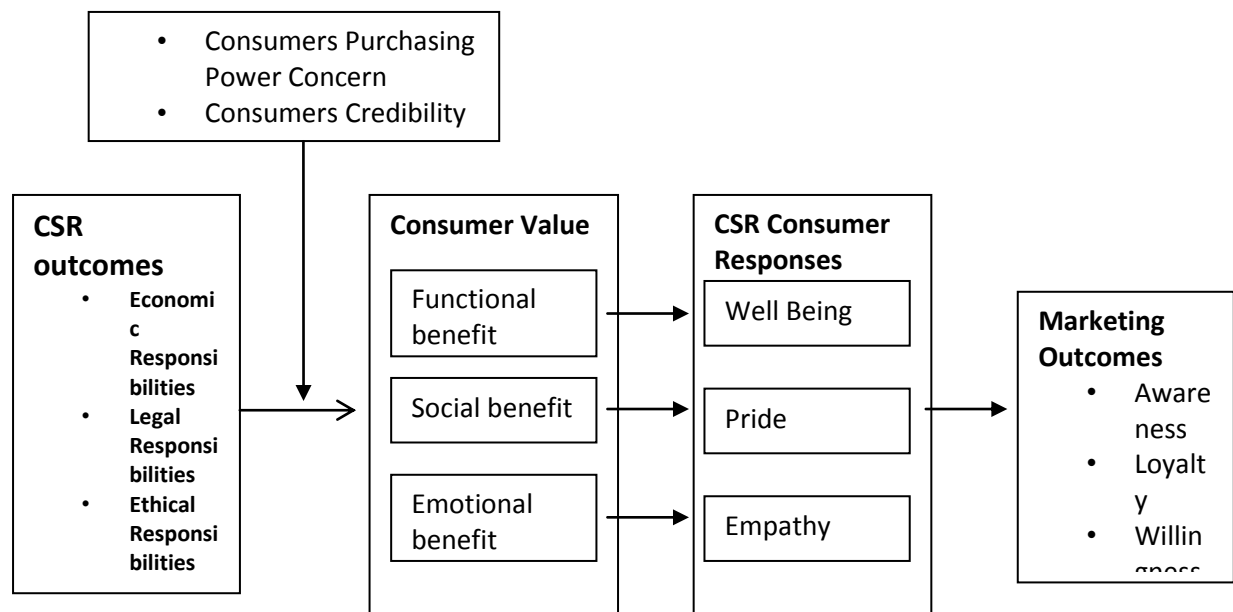 • Consumers Purchasing
Power Concern
• Consumers Credibility
CSR
outcomes
• Economi
c
Responsi
bilities
• Legal
Responsi
bilities
• Ethical
Responsi
bilities
Consumer Value
Functional
benefit
Social benefit
Emotional
benefit
CSR Consumer
Responses
Well Being
Pride
Empathy
Marketing
Outcomes
• Aware
ness
• Loyalt
y
• Willin
gness